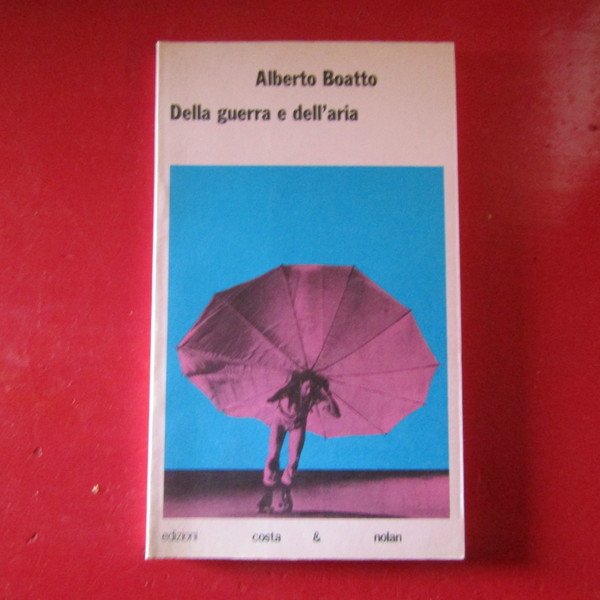 Alberto Boatto
Della guerra e dell'aria
edizioni costa & nolan